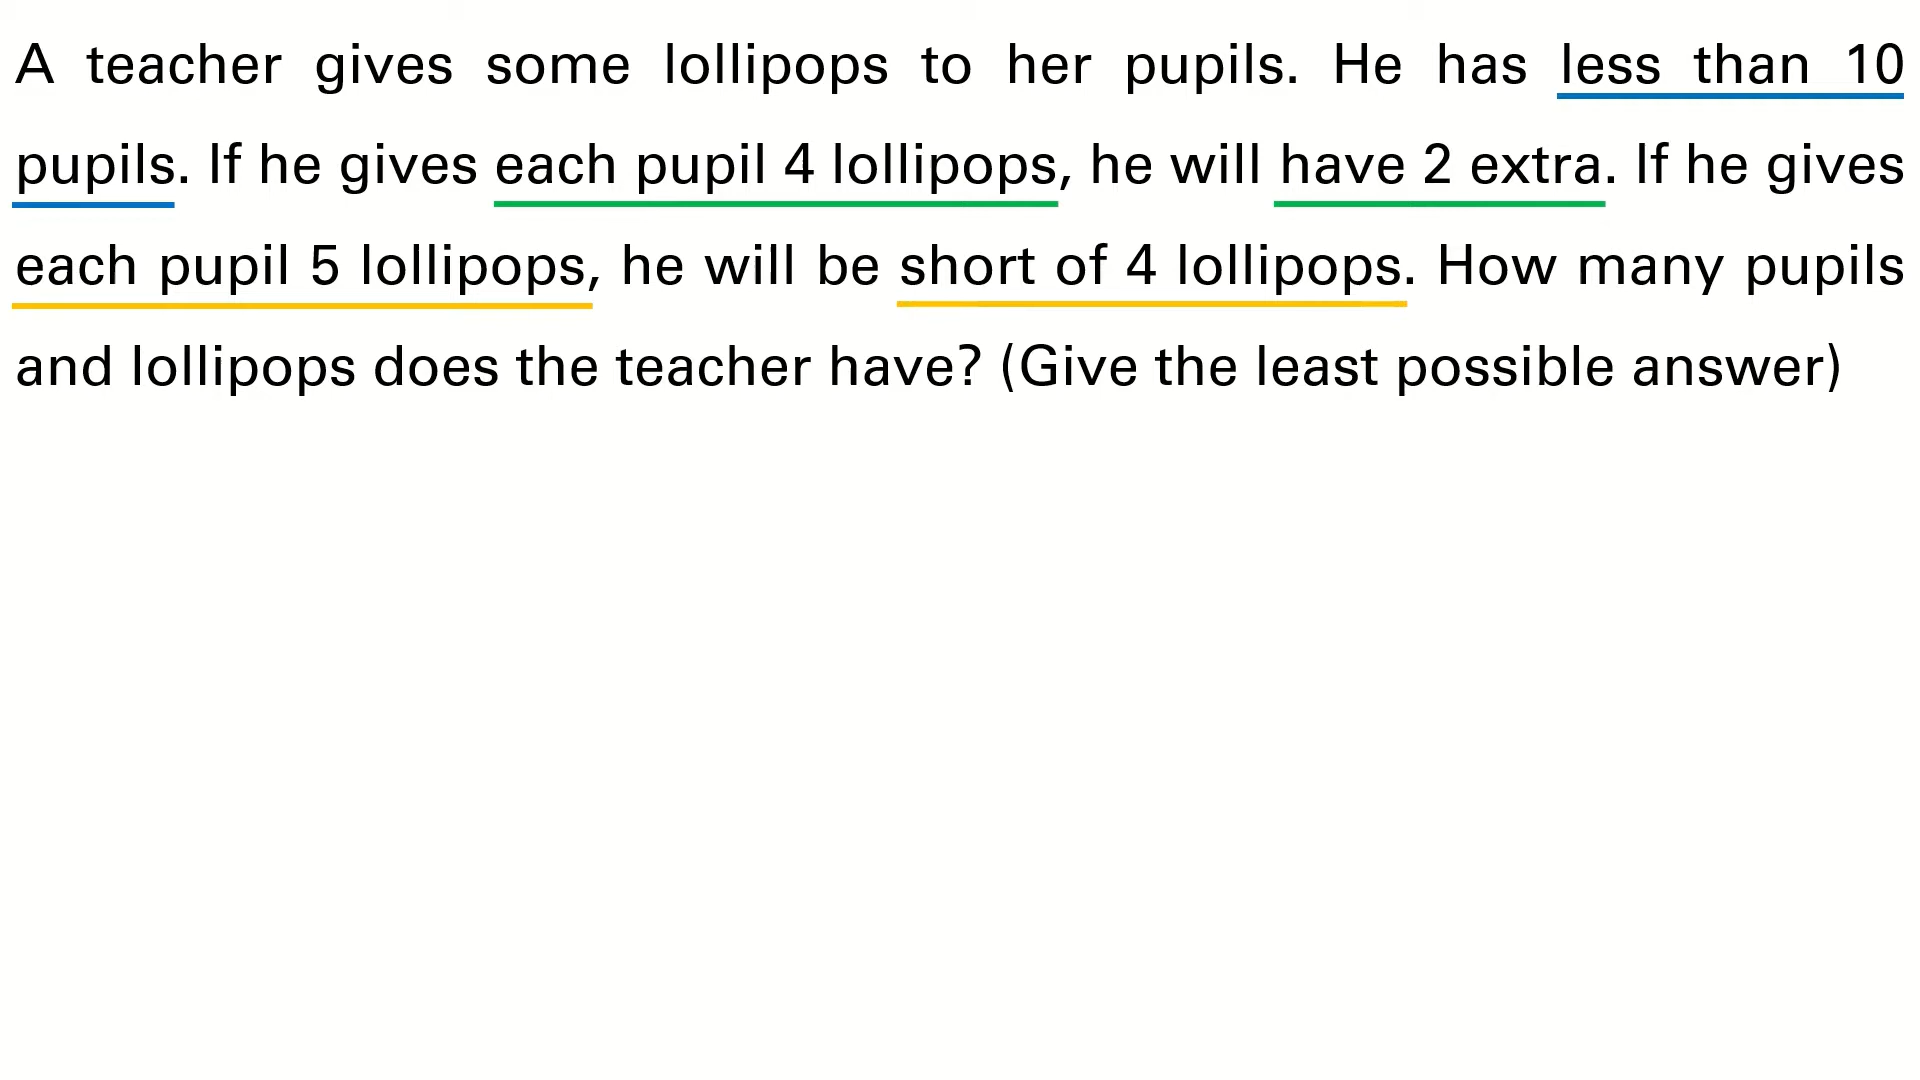 A teacher gives some lollipops to her pupils. He has less than 10
pupils. If he gives each pupil 4 lollipops, he will have 2 extra. If he gives
each pupil 5 lollipops, he will be short of 4 lollipops. How many pupils
and lollipops does the teacher have? (Give the least possible answer)